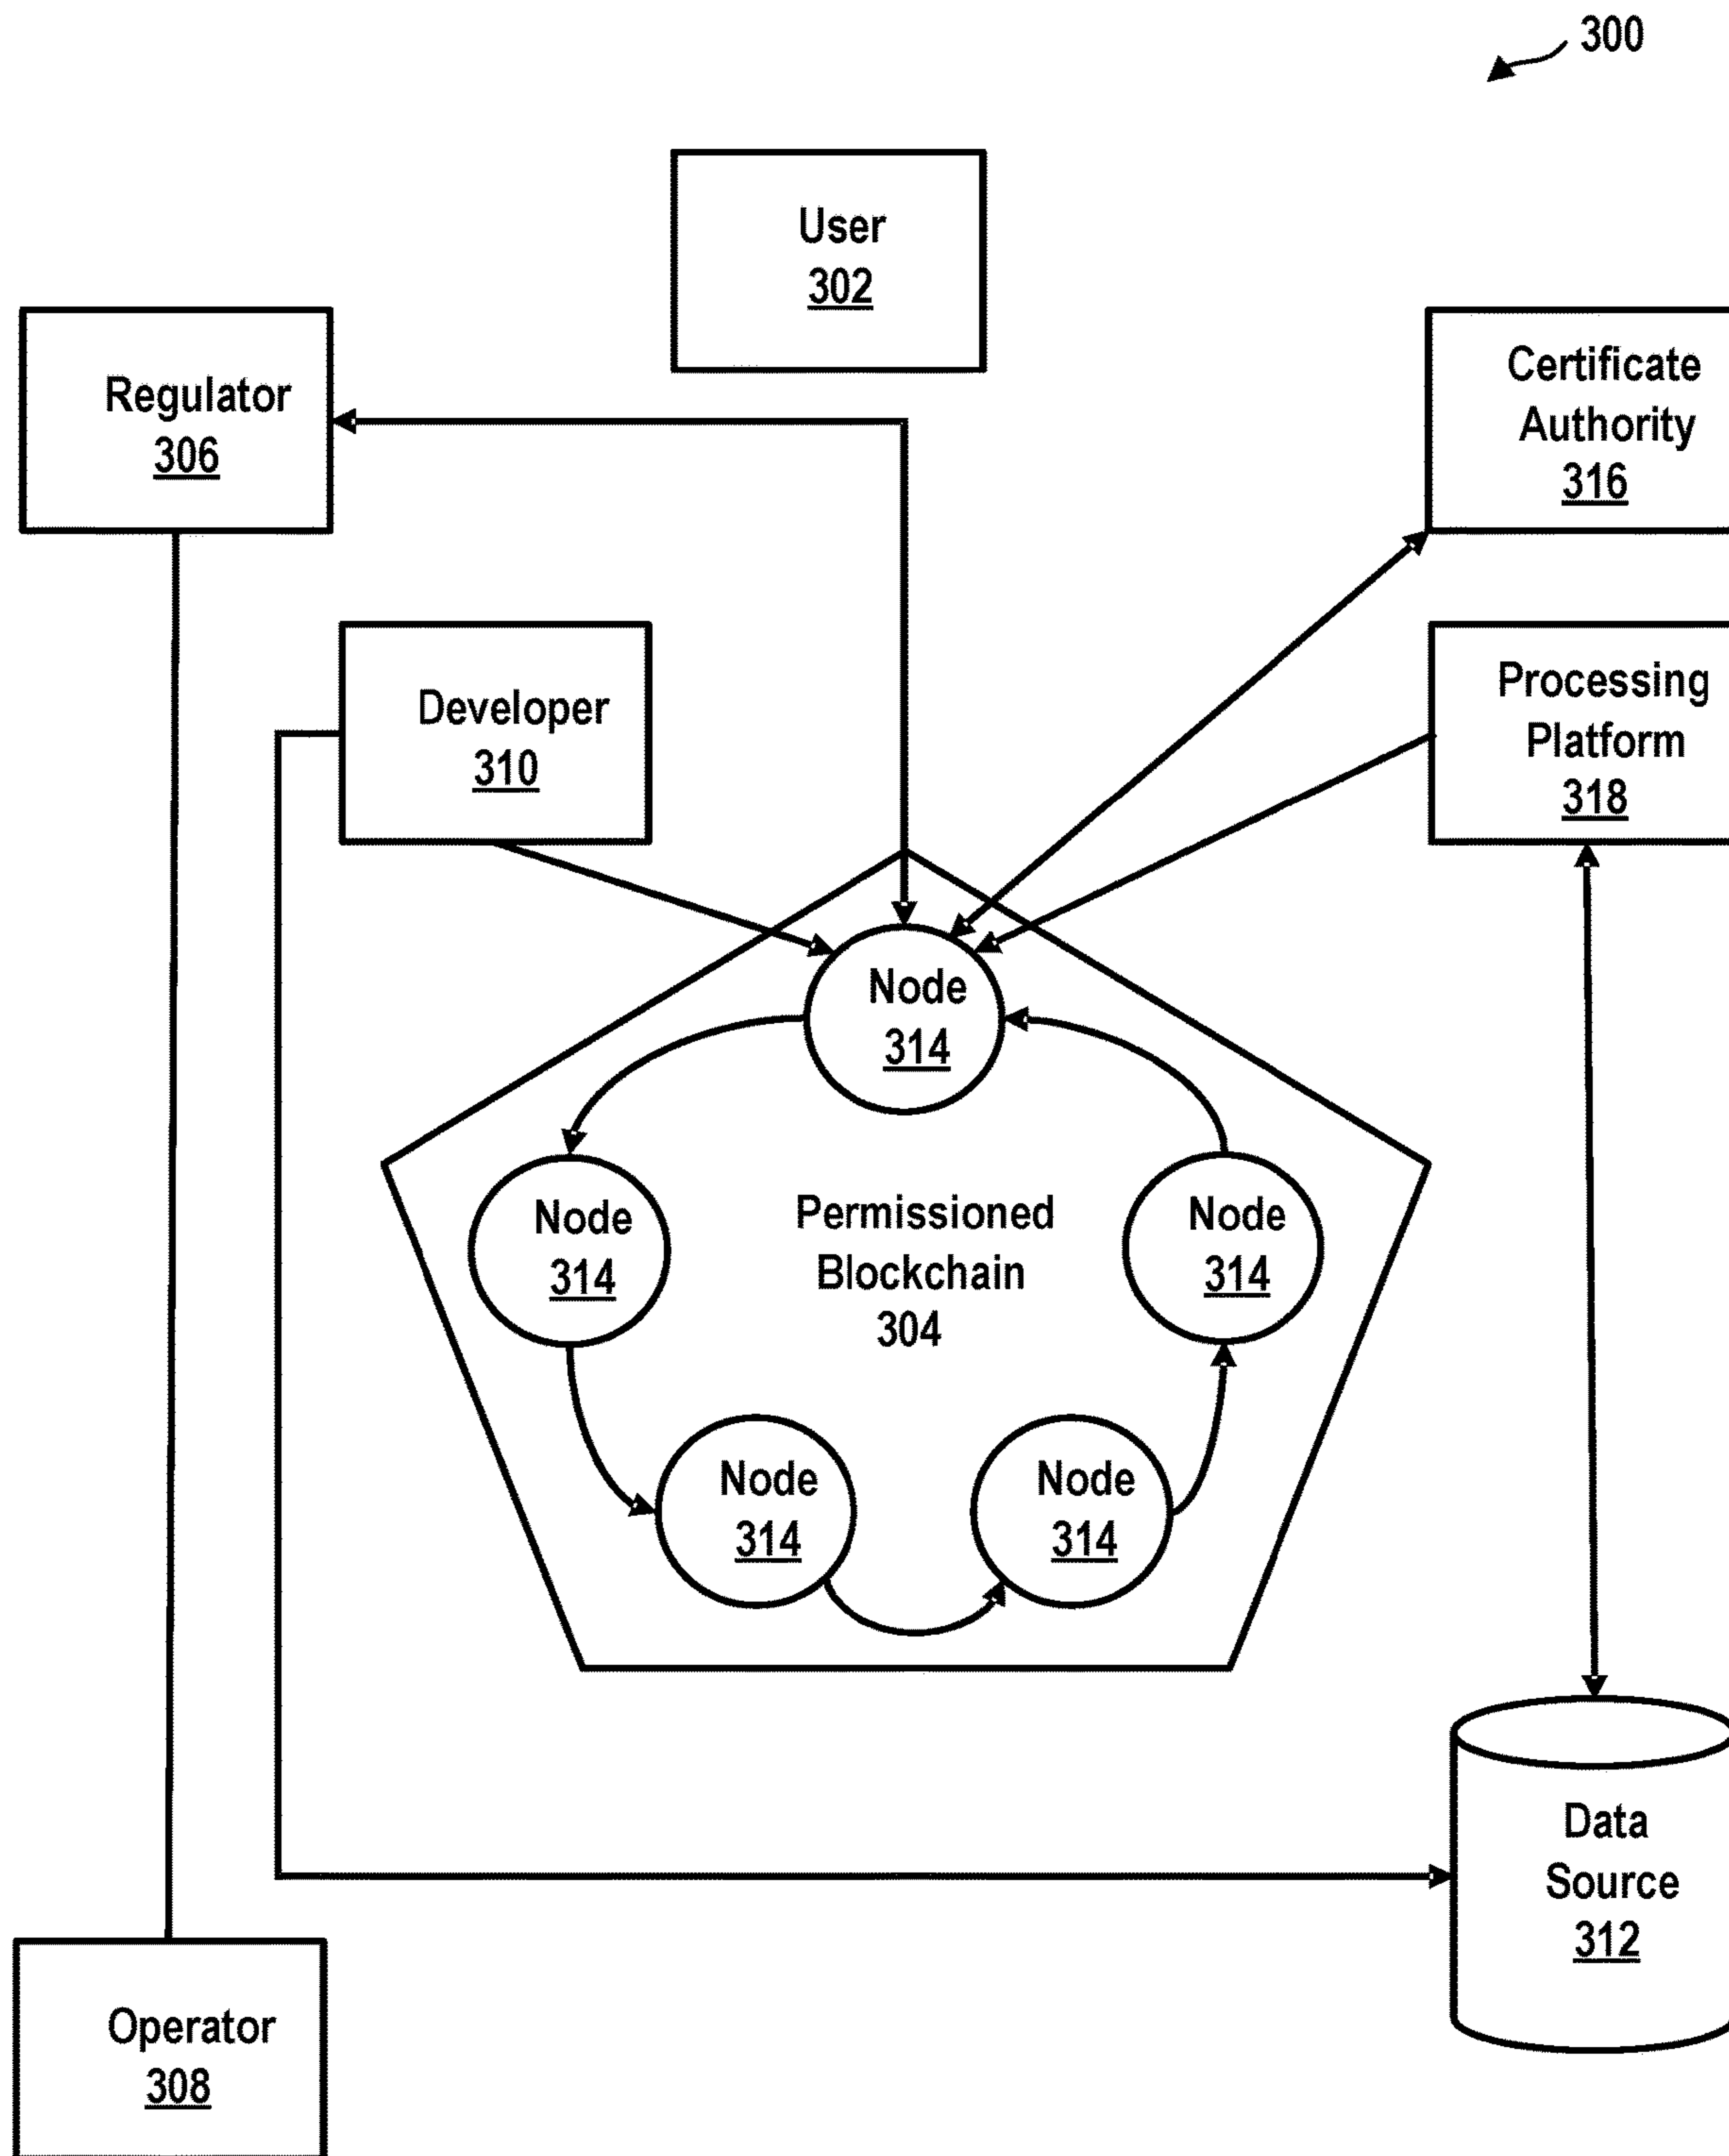 300
User
302
Regulator
306
Certificate
Authority
316
Developer
310
Processing
Platform
318
Node
314
Node
314
Permissioned
Blockchain
304
Node
314
Node
314
Node
314
Data
Source
312
Operator
308